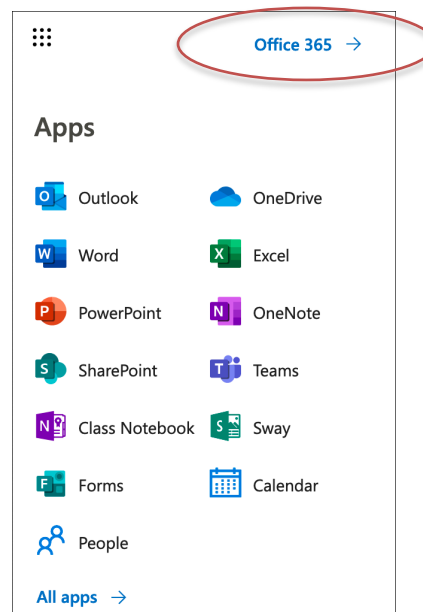 Office 365 →
Apps
Outlook OneDrive
Word Excel
PowerPoint OneNote
SharePoint Teams
Class Notebook Sway
Forms Calendar
People
All apps →